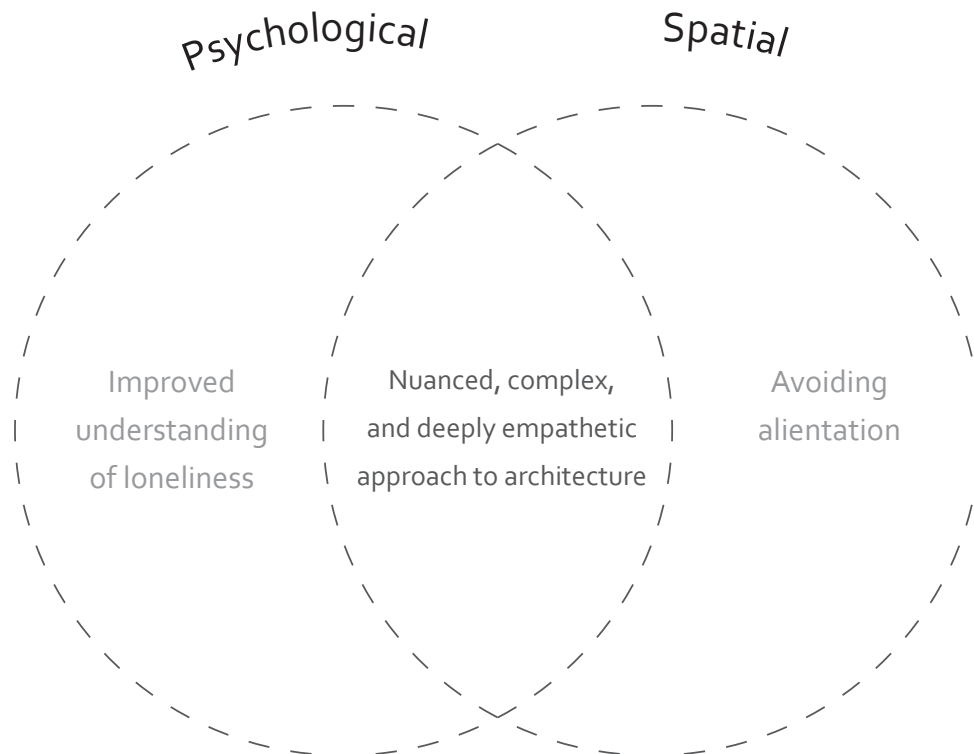 Psychological
Spatial
Improved
understanding
of loneliness
Nuanced, complex,
and deeply empathetic
approach to architecture
Avoiding
alientation